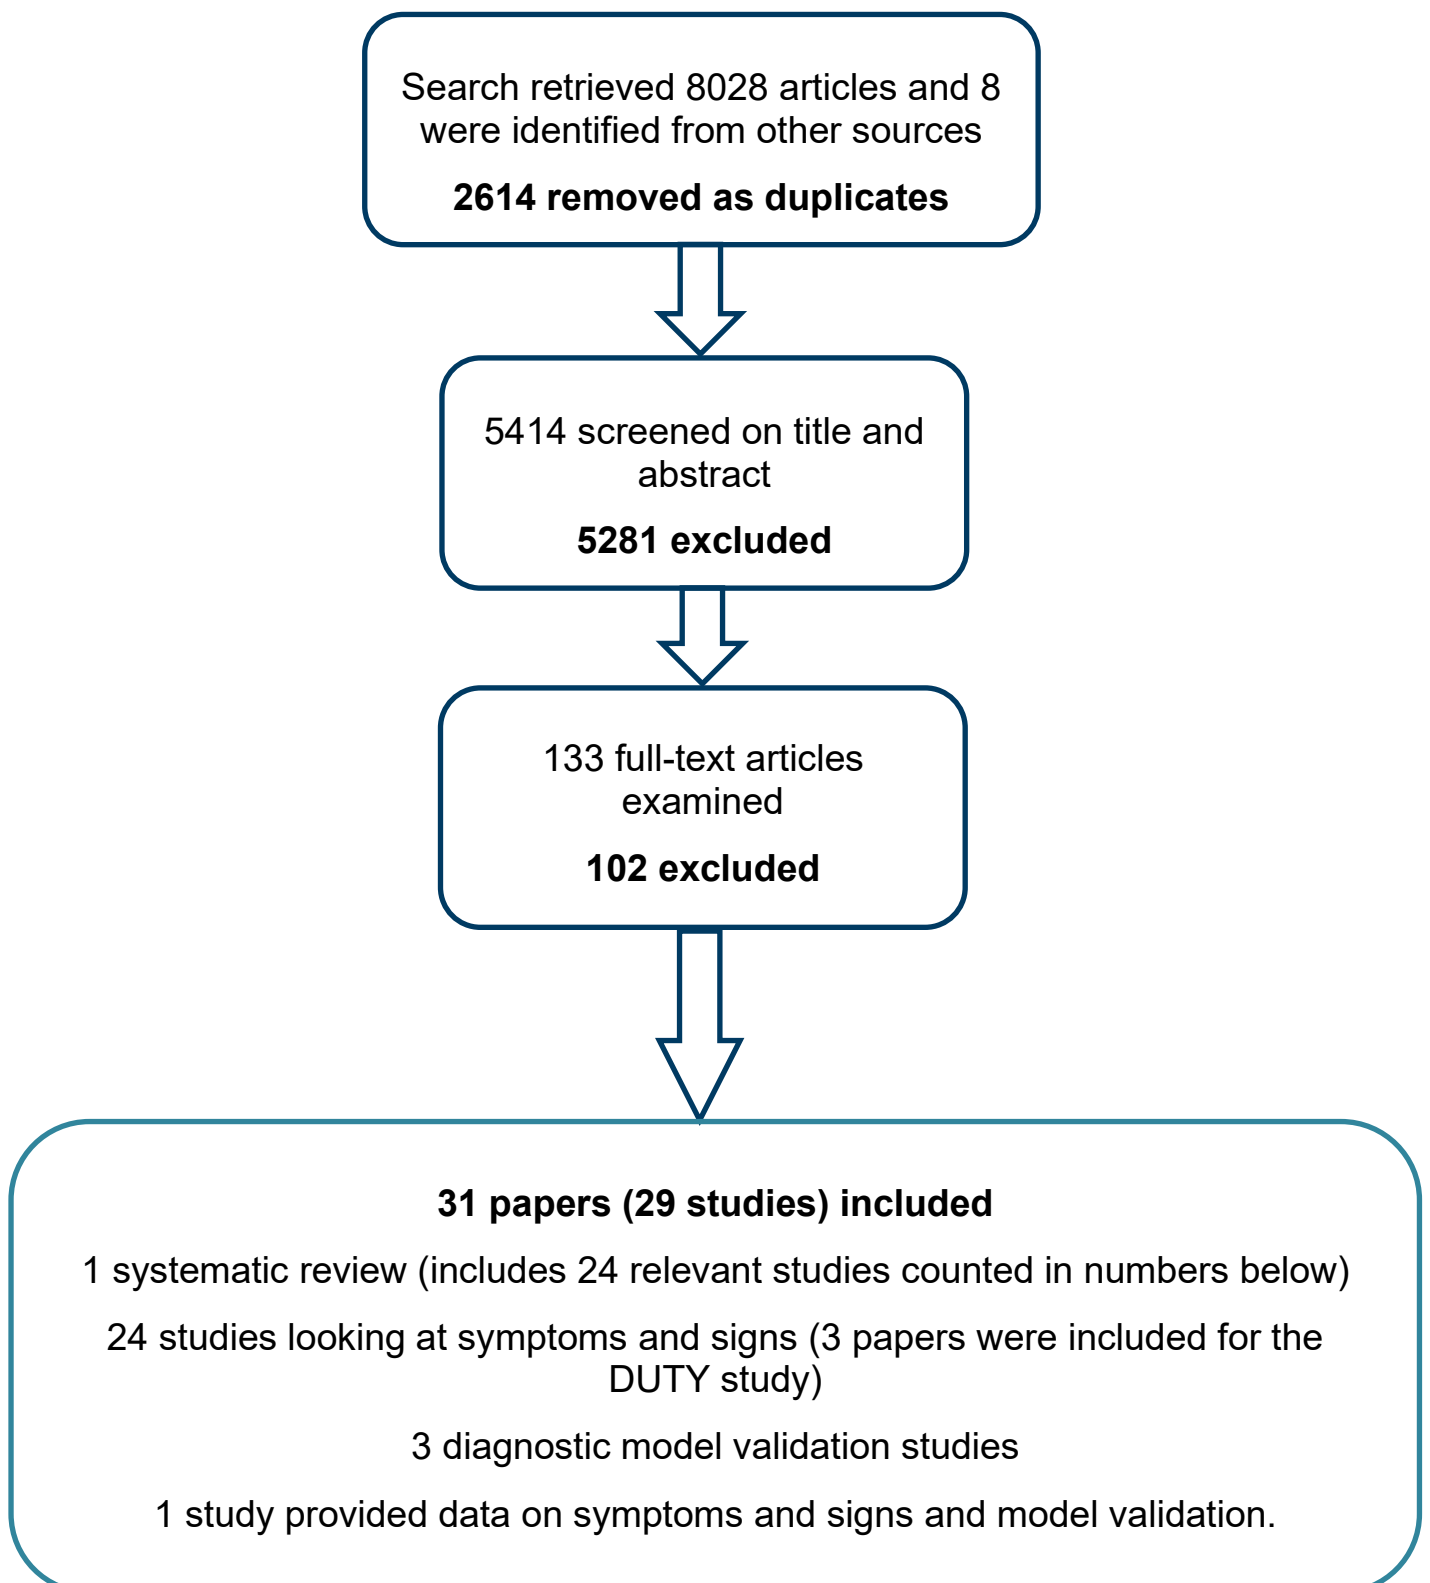 Search retrieved 8028 articles and 8
were identified from other sources
2614 removed as duplicates
5414 screened on title and
abstract
5281 excluded
133 full-text articles
examined
102 excluded
31 papers (29 studies) included
1 systematic review (includes 24 relevant studies counted in numbers below)
24 studies looking at symptoms and signs (3 papers were included for the
DUTY study)
3 diagnostic model validation studies
1 study provided data on symptoms and signs and model validation.